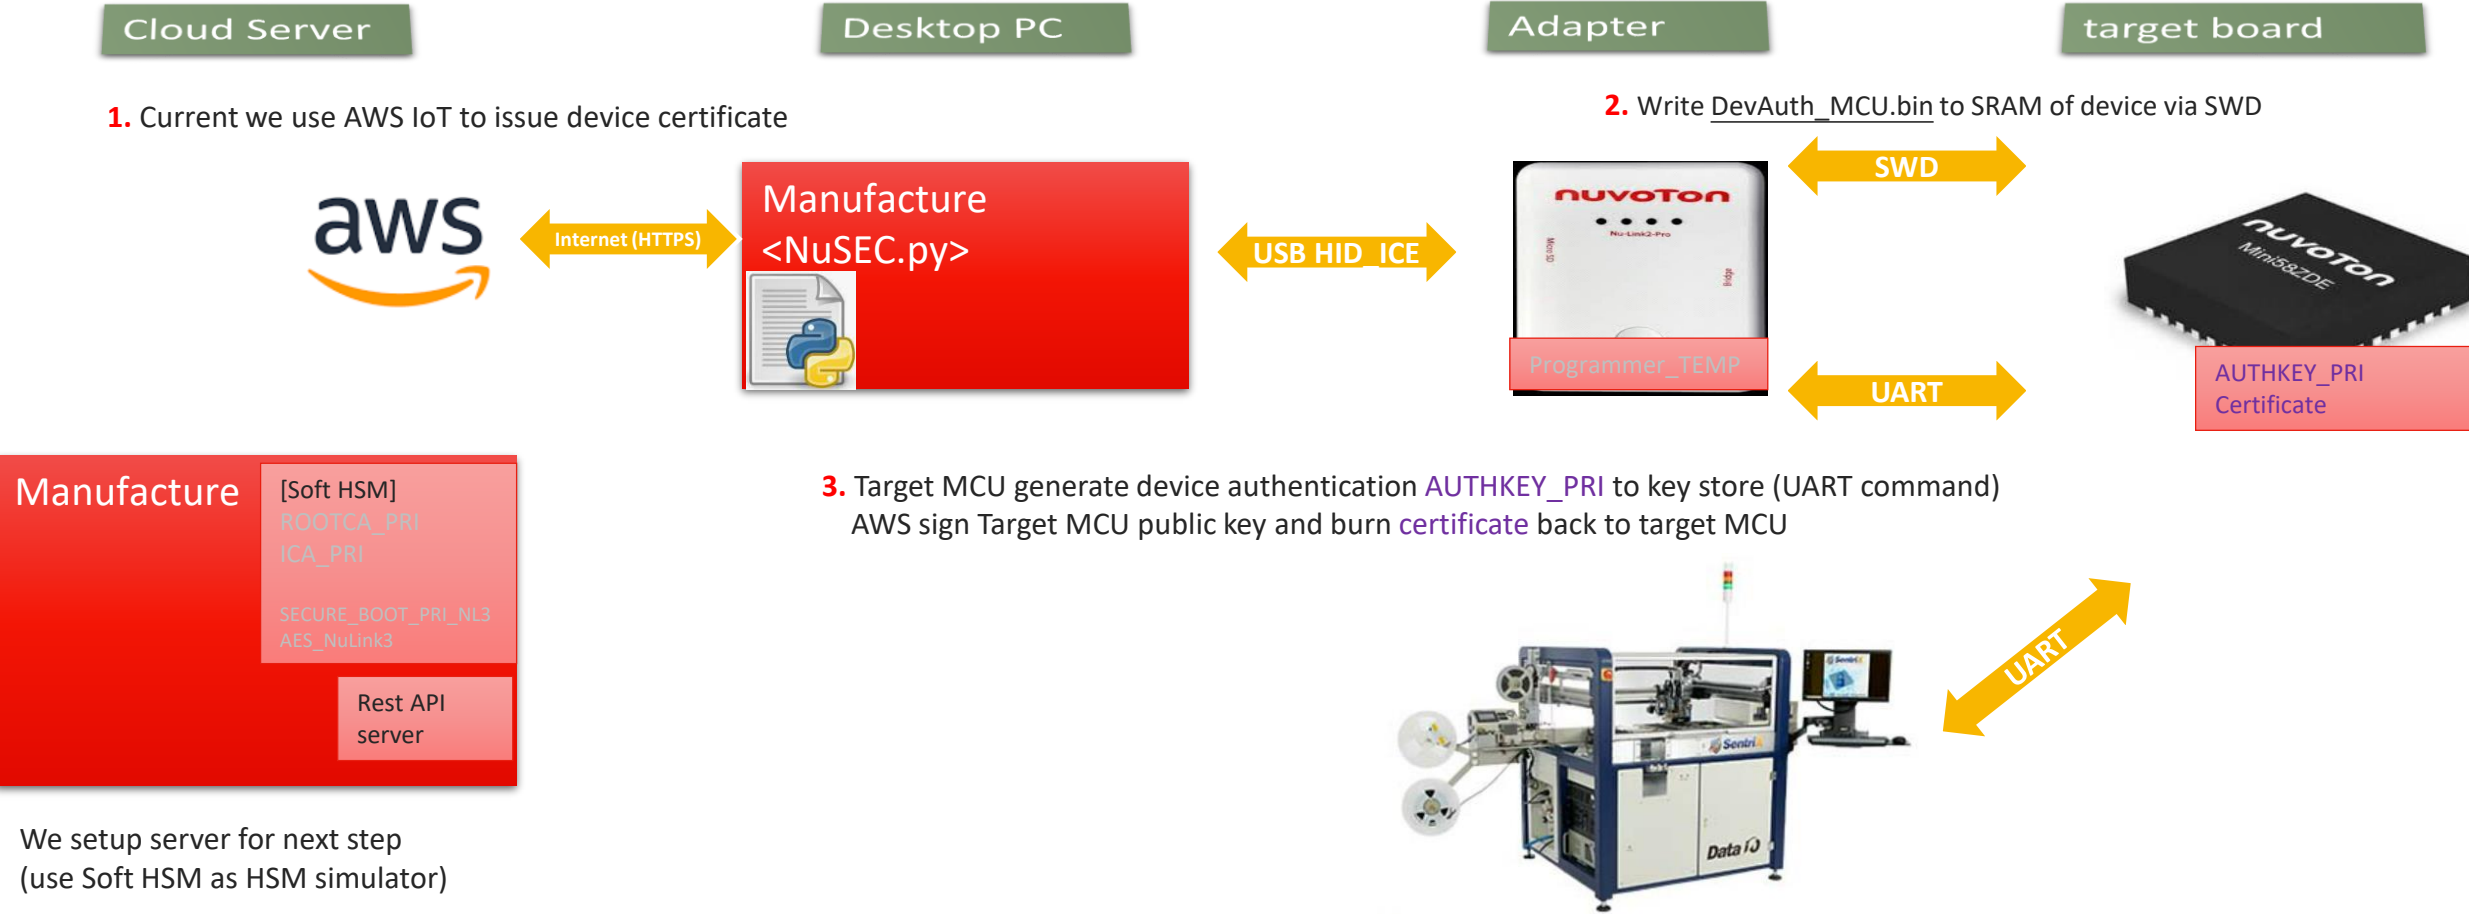 Cloud Server
Desktop PC
Adapter
target board
1. Current we use AWS IoT to issue device certificate
2. Write DevAuth_MCU.bin to SRAM of device via SWD
aws
Internet (HTTPS)
Manufacture
<NuSEC.py>
USB HID_ICE
nuvoTon
Nu-Link2-Pro
Micro SD
Bridge
Programmer_TEMP
SWD
UART
nuvoTon
Mini58ZDE
AUTHKEY_PRI
Certificate
Manufacture
[Soft HSM]
ROOTCA_PRI
ICA_PRI
SECURE_BOOT_PRI_NL3
AES_NuLink3
Rest API
server
3. Target MCU generate device authentication AUTHKEY_PRI to key store (UART command)
AWS sign Target MCU public key and burn certificate back to target MCU
UART
SentriX
SentriX
Data I/O
We setup server for next step
(use Soft HSM as HSM simulator)